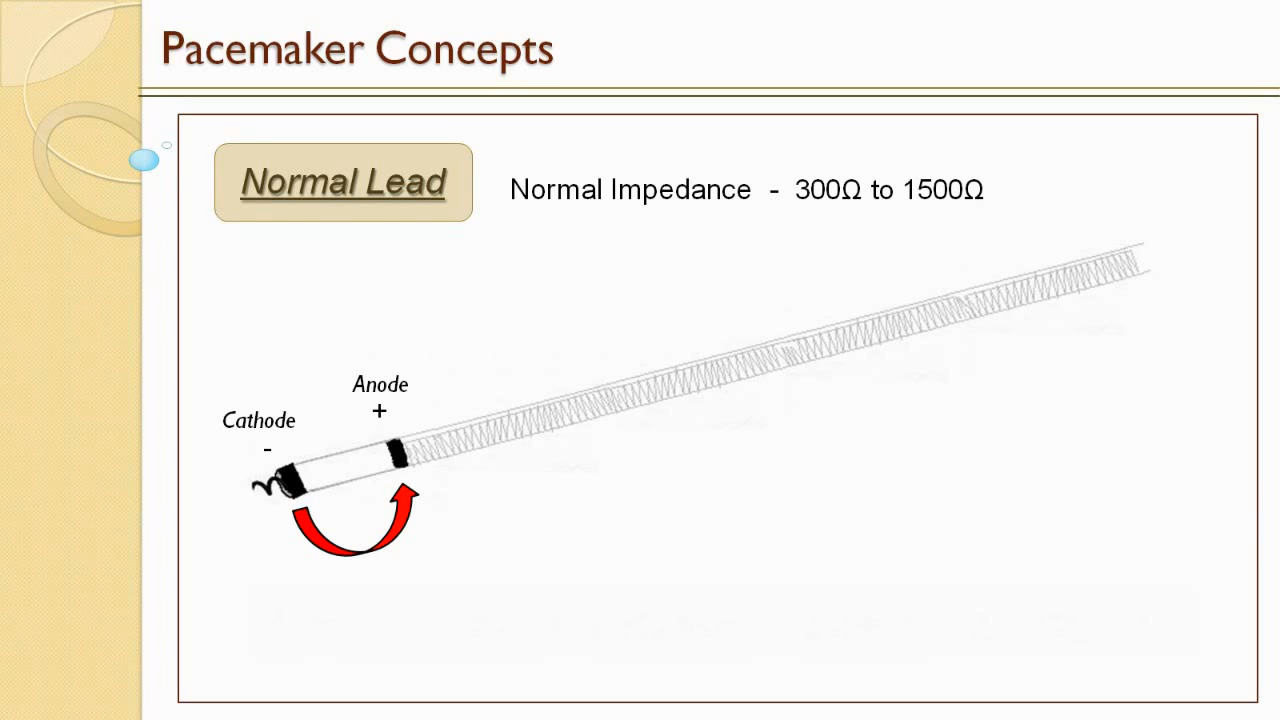 Pacemaker Concepts
Normal Lead
Normal Impedance - 300Ω to 1500Ω
Anode
+
Cathode
-